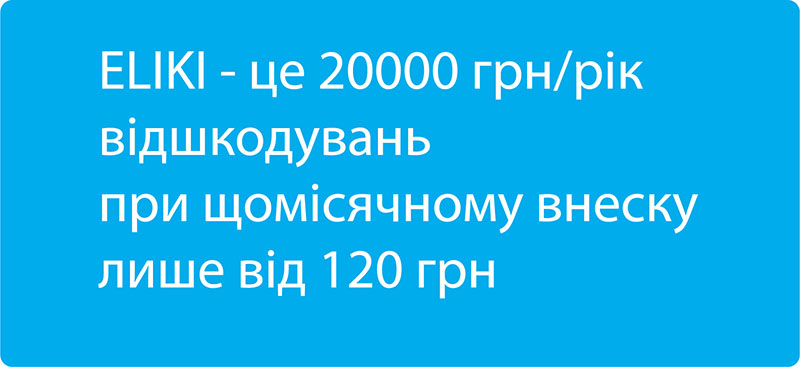 ELIKI - це 20000 грн/рік
відшкодувань
при щомісячному внеску
лише від 120 грн